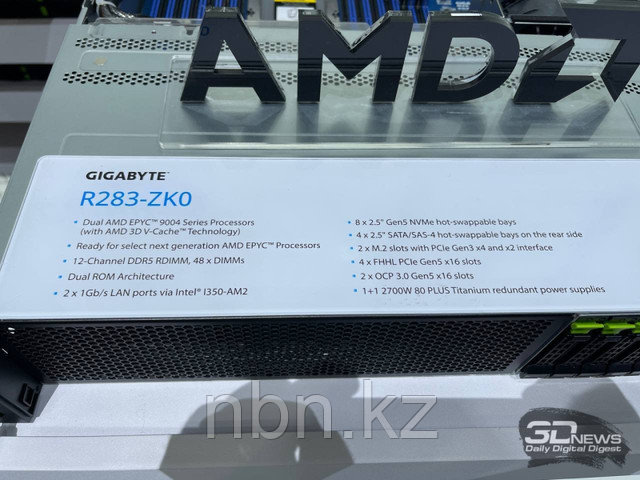 AMD
GIGABYTE™
R283-ZK0
• Dual AMD EPYC™ 9004 Series Processors
(with AMD 3D V-Cache™ Technology)
• Ready for select next generation AMD EPYC™ Processors
• 12-Channel DDR5 RDIMM, 48 x DIMMs
• Dual ROM Architecture
• 2 x 1Gb/s LAN ports via Intel® I350-AM2
• 8 x 2.5" Gen5 NVMe hot-swappable bays
• 4 x 2.5" SATA/SAS-4 hot-swappable bays on the rear side
• 2 x M.2 slots with PCIe Gen3 x4 and x2 interface
• 4 x FHHL PCIe Gen5 x16 slots
• 2 x OCP 3.0 Gen5 x16 slots
• 1+1 2700W 80 PLUS Titanium redundant power supplies
nbn.kz
3DNEWS
Daily Digital Digest